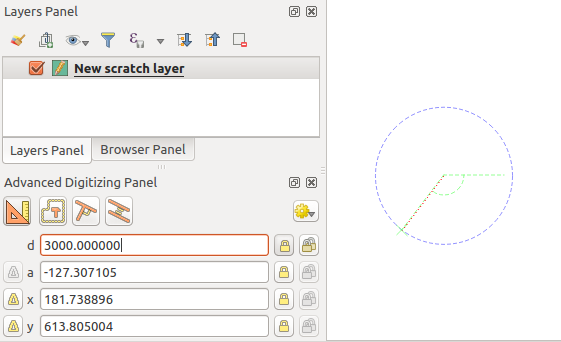 Layers Panel
New scratch layer
Layers Panel Browser Panel
Advanced Digitizing Panel
d 3000.000000
a -127.307105
x 181.738896
y 613.805004